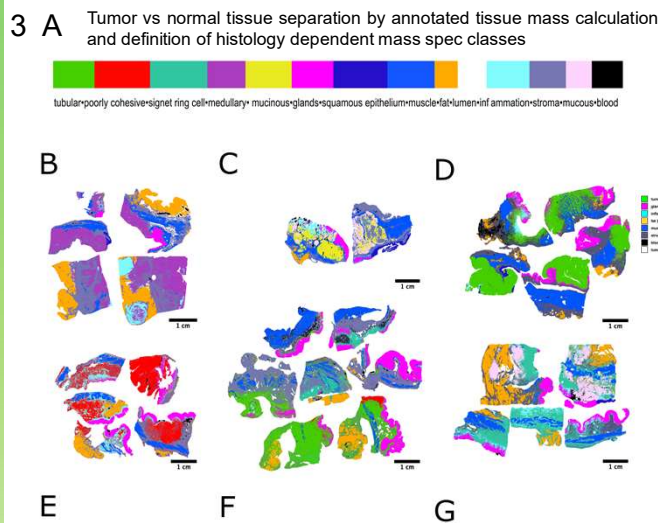 3 A Tumor vs normal tissue separation by annotated tissue mass calculation
and definition of histology dependent mass spec classes
tubular•poorly cohesive•signet ring cell•medullary• mucinous•glands•squamous epithelium•muscle•fat•lumen•inf ammation•stroma•mucous•blood
B C D
1 cm
1 cm
1 cm
1 cm
1 cm
1 cm
E F G